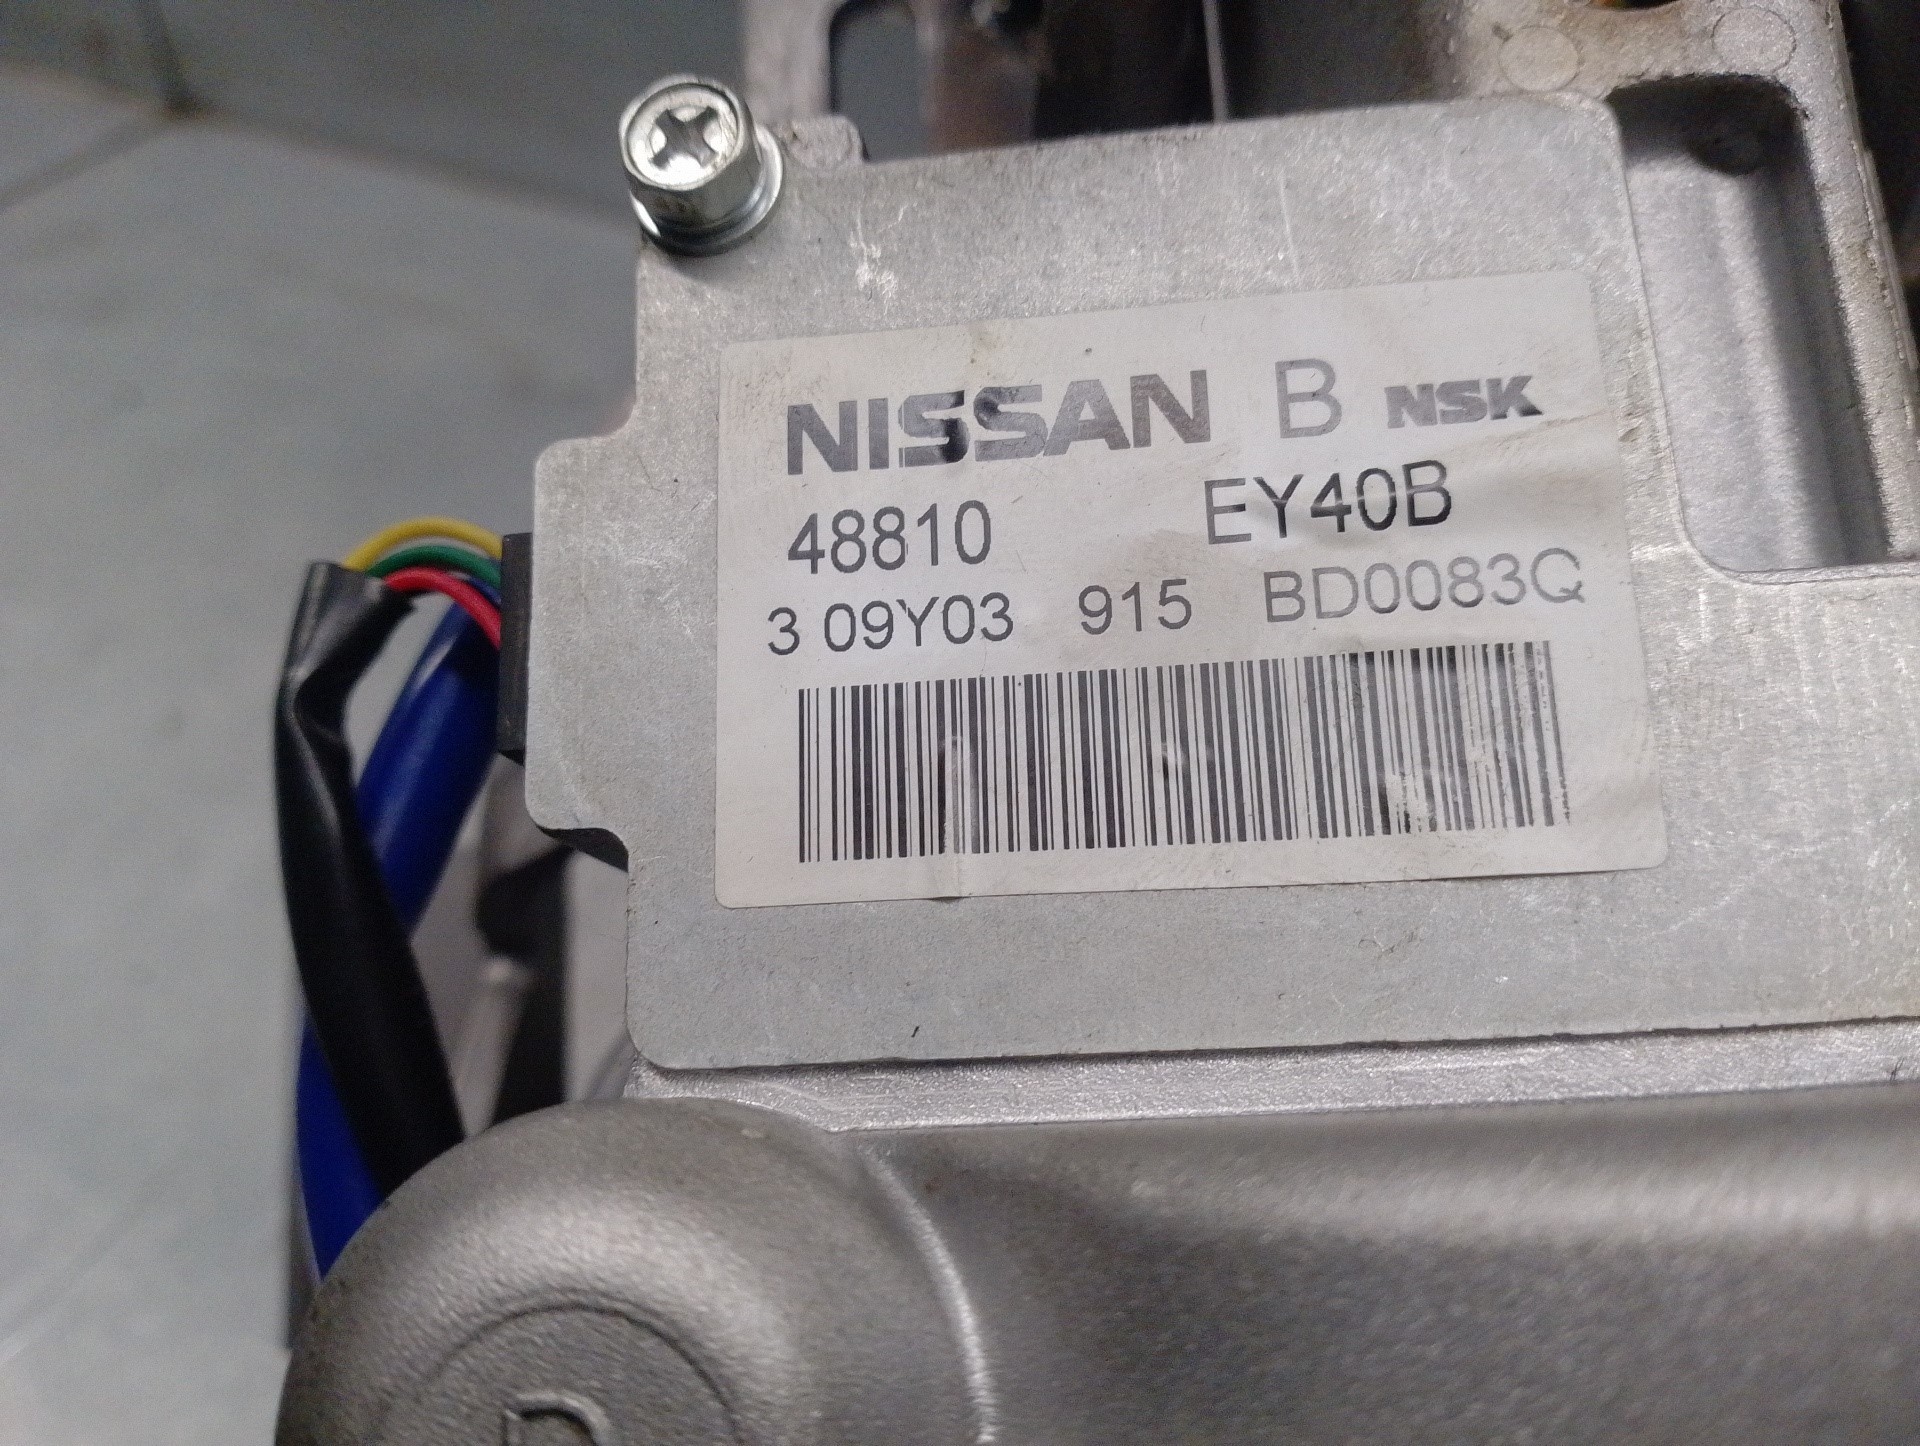 NISSAN B NSK
48810 EY40B
3 09Y03 915 BD0083Q